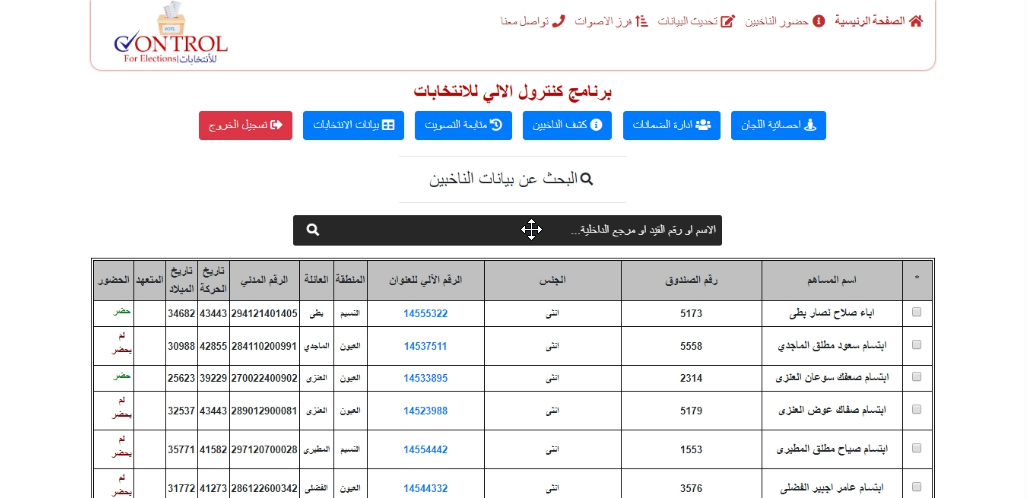 الصفحة الرئيسية حضور الناخبين تحديث البيانات فرز الاصوات تواصل معنا
VOTE
CONTROL
For Elections|للأنتخابات
برنامج كنترول الالي للانتخابات
احصائية اللجان ادارة الضمانات كشف الناخبين متابعة التصويت بيانات الانتخابات تسجيل الخروج
البحث عن بيانات الناخبين
الاسم او رقم القيد او مرجع الداخلية...
* اسم المساهم رقم الصندوق الجنس الرقم الألي للعنوان المنطقة العائلة الرقم المدني تاريخ الحركة تاريخ الميلاد المتعهد الحضور
اباء صلاح نصار بطى 5173 انثى 14555322 النسيم بطى 294121401405 43443 34682 حضر
ابتسام سعود مطلق الماجدي 5558 انثى 14537511 العيون الماجدي 284110200991 42855 30988 لم يحضر
ابتسام صعفك سوعان العنزى 2314 انثى 14533895 العيون العنزى 270022400902 39229 25623 حضر
ابتسام صفاك عوض العنزى 5179 انثى 14523988 العيون العنزى 289012900081 43443 32537 لم يحضر
ابتسام صياح مطلق المطيرى 1553 انثى 14554442 النسيم المطيرى 297120700028 41582 35771 لم يحضر
ابتسام عامر اجبير الفضلى 3576 انثى 14544332 العيون الفضلى 286122600342 41273 31772 لم يحضر